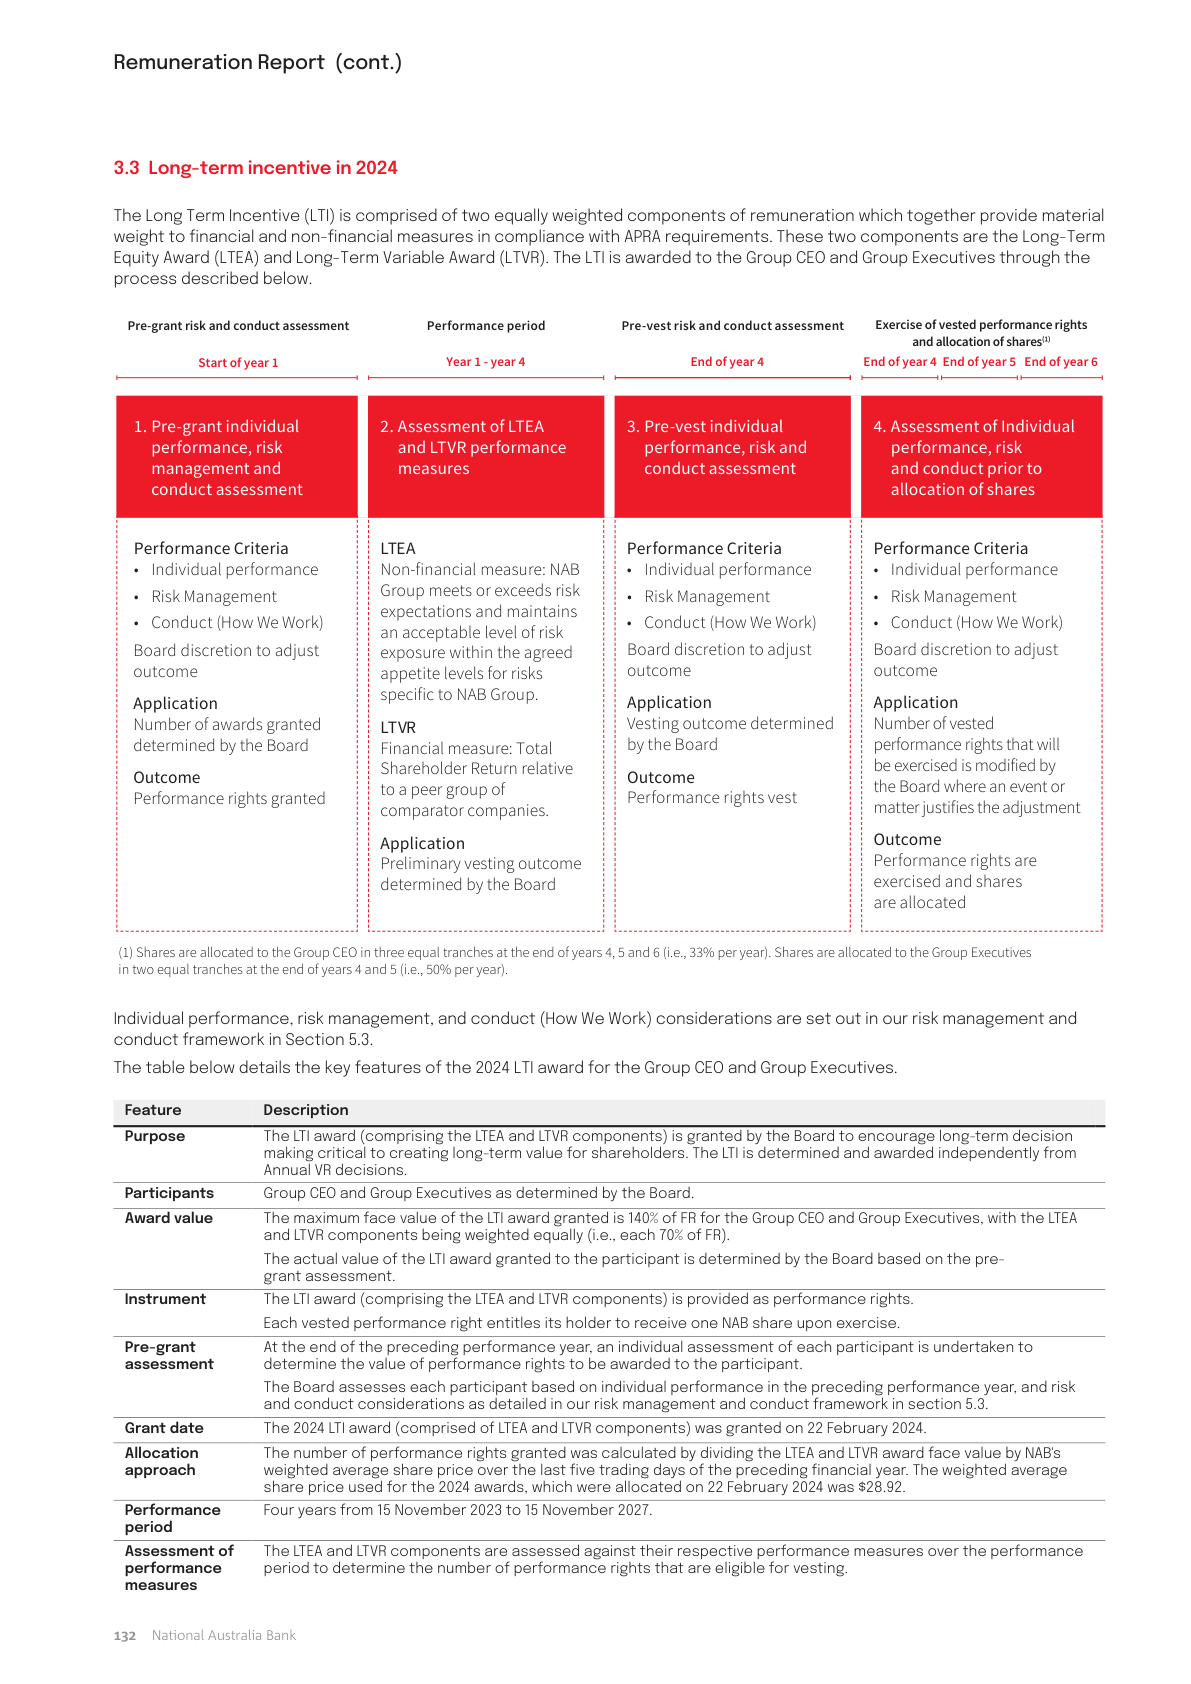 Remuneration Report (cont.)
3.3 Long-term incentive in 2024
The Long Term Incentive (LTI) is comprised of two equally weighted components of remuneration which together provide material
weight to financial and non-financial measures in compliance with APRA requirements. These two components are the Long-Term
Equity Award (LTEA) and Long-Term Variable Award (LTVR). The LTI is awarded to the Group CEO and Group Executives through the
process described below.
Pre-grant risk and conduct assessment
Start of year 1
1. Pre-grant individual
performance, risk
management and
conduct assessment
Performance Criteria
• Individual performance
• Risk Management
• Conduct (How We Work)
Board discretion to adjust
outcome
Application
Number of awards granted
determined by the Board
Outcome
Performance rights granted
Performance period
Year 1 - year 4
2. Assessment of LTEA
and LTVR performance
measures
LTEA
Non-financial measure: NAB
Group meets or exceeds risk
expectations and maintains
an acceptable level of risk
exposure within the agreed
appetite levels for risks
specific to NAB Group.
LTVR
Financial measure: Total
Shareholder Return relative
to a peer group of
comparator companies.
Application
Preliminary vesting outcome
determined by the Board
Pre-vest risk and conduct assessment
End of year 4
3. Pre-vest individual
performance, risk and
conduct assessment
Performance Criteria
• Individual performance
• Risk Management
• Conduct (How We Work)
Board discretion to adjust
outcome
Application
Vesting outcome determined
by the Board
Outcome
Performance rights vest
Exercise of vested performance rights
and allocation of shares(1)
End of year 4 End of year 5 End of year 6
4. Assessment of Individual
performance, risk
and conduct prior to
allocation of shares
Performance Criteria
• Individual performance
• Risk Management
• Conduct (How We Work)
Board discretion to adjust
outcome
Application
Number of vested
performance rights that will
be exercised is modified by
the Board where an event or
matter justifies the adjustment
Outcome
Performance rights are
exercised and shares
are allocated
(1) Shares are allocated to the Group CEO in three equal tranches at the end of years 4, 5 and 6 (i.e., 33% per year). Shares are allocated to the Group Executives
in two equal tranches at the end of years 4 and 5 (i.e., 50% per year).
Individual performance, risk management, and conduct (How We Work) considerations are set out in our risk management and
conduct framework in Section 5.3.
The table below details the key features of the 2024 LTI award for the Group CEO and Group Executives.
Feature Description
Purpose The LTI award (comprising the LTEA and LTVR components) is granted by the Board to encourage long-term decision
making critical to creating long-term value for shareholders. The LTI is determined and awarded independently from
Annual VR decisions.
Participants Group CEO and Group Executives as determined by the Board.
Award value The maximum face value of the LTI award granted is 140% of FR for the Group CEO and Group Executives, with the LTEA
and LTVR components being weighted equally (i.e., each 70% of FR).
The actual value of the LTI award granted to the participant is determined by the Board based on the pre-
grant assessment.
Instrument The LTI award (comprising the LTEA and LTVR components) is provided as performance rights.
Each vested performance right entitles its holder to receive one NAB share upon exercise.
Pre-grant At the end of the preceding performance year, an individual assessment of each participant is undertaken to
assessment determine the value of performance rights to be awarded to the participant.
The Board assesses each participant based on individual performance in the preceding performance year, and risk
and conduct considerations as detailed in our risk management and conduct framework in section 5.3.
Grant date The 2024 LTI award (comprised of LTEA and LTVR components) was granted on 22 February 2024.
Allocation The number of performance rights granted was calculated by dividing the LTEA and LTVR award face value by NAB's
approach weighted average share price over the last five trading days of the preceding financial year. The weighted average
share price used for the 2024 awards, which were allocated on 22 February 2024 was $28.92.
Performance Four years from 15 November 2023 to 15 November 2027.
period
Assessment of The LTEA and LTVR components are assessed against their respective performance measures over the performance
performance period to determine the number of performance rights that are eligible for vesting.
measures
132 National Australia Bank